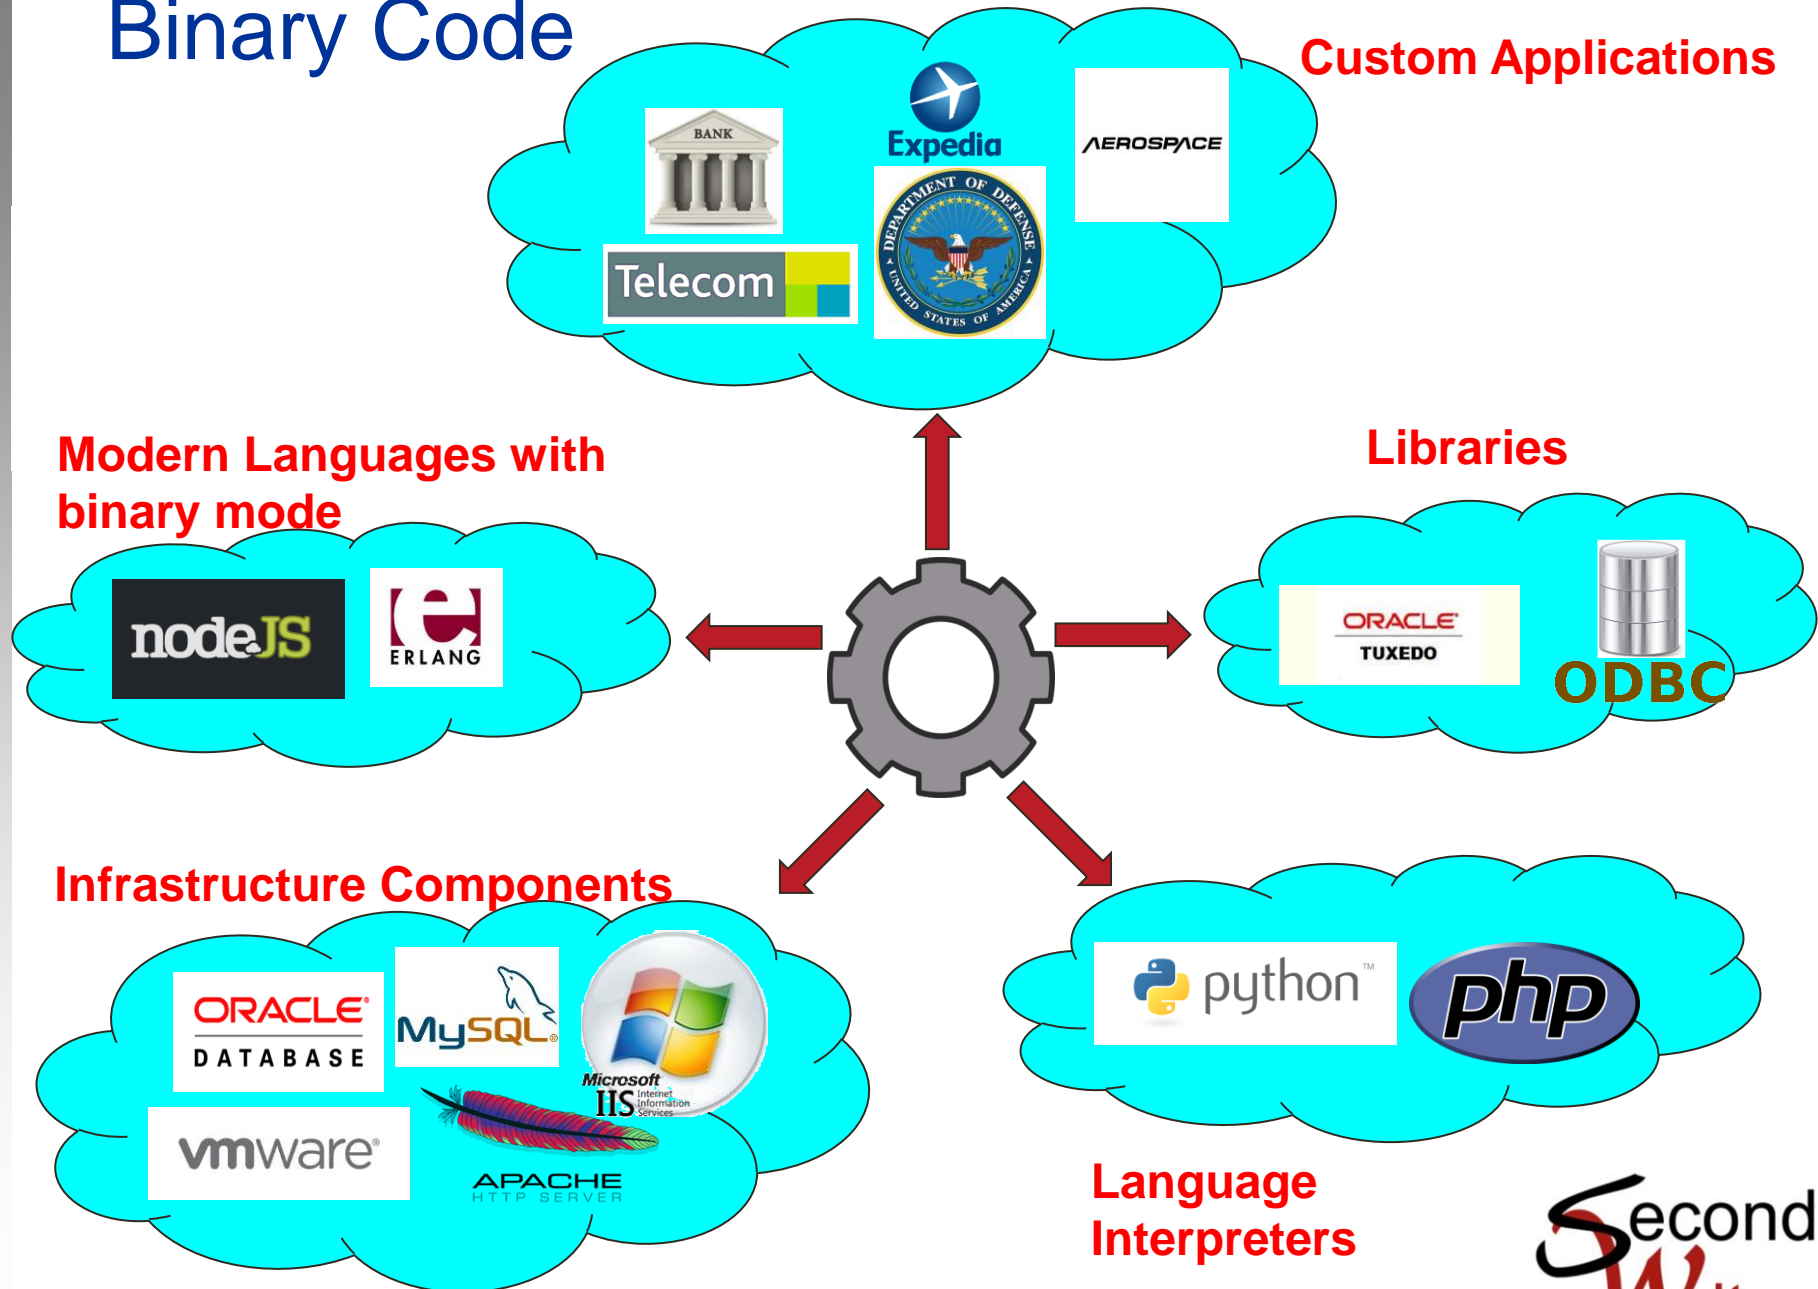 Binary Code
Custom Applications
BANK
Expedia
AEROSPACE
Telecom
DEPARTMENT OF DEFENSE
UNITED STATES OF AMERICA
Modern Languages with
binary mode
nodeJS
ERLANG
Libraries
ORACLE®
TUXEDO
ODBC
Infrastructure Components
ORACLE®
DATABASE
MySQL®
Microsoft
IIS Internet
Information
Services
vmware®
APACHE
HTTP SERVER
python™
php
Language
Interpreters
Second